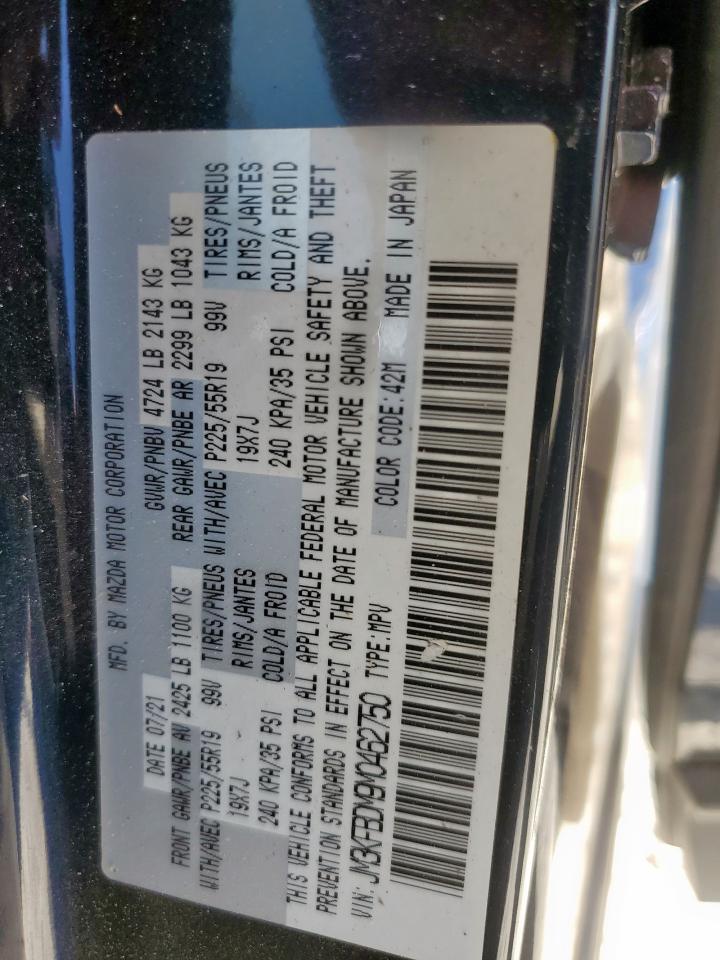 MFD. BY MAZDA MOTOR CORPORATION
DATE 07/21 GVWR/PNBV 4724 LB 2143 KG
FRONT GAWR/PNBE AV 2425 LB 1100 KG REAR GAWR/PNBE AR 2299 LB 1043 KG
WITH/AVEC P225/55R19 99V TIRES/PNEUS WITH/AVEC P225/55R19 99V TIRES/PNEUS
19X7J RIMS/JANTES 19X7J RIMS/JANTES
240 KPA/35 PSI COLD/A FROID 240 KPA/35 PSI COLD/A FROID
THIS VEHICLE CONFORMS TO ALL APPLICABLE FEDERAL MOTOR VEHICLE SAFETY AND THEFT
PREVENTION STANDARDS IN EFFECT ON THE DATE OF MANUFACTURE SHOWN ABOVE.
VIN: JM3KFBDM9M0462750 TYPE:MPV COLOR CODE:42M MADE IN JAPAN